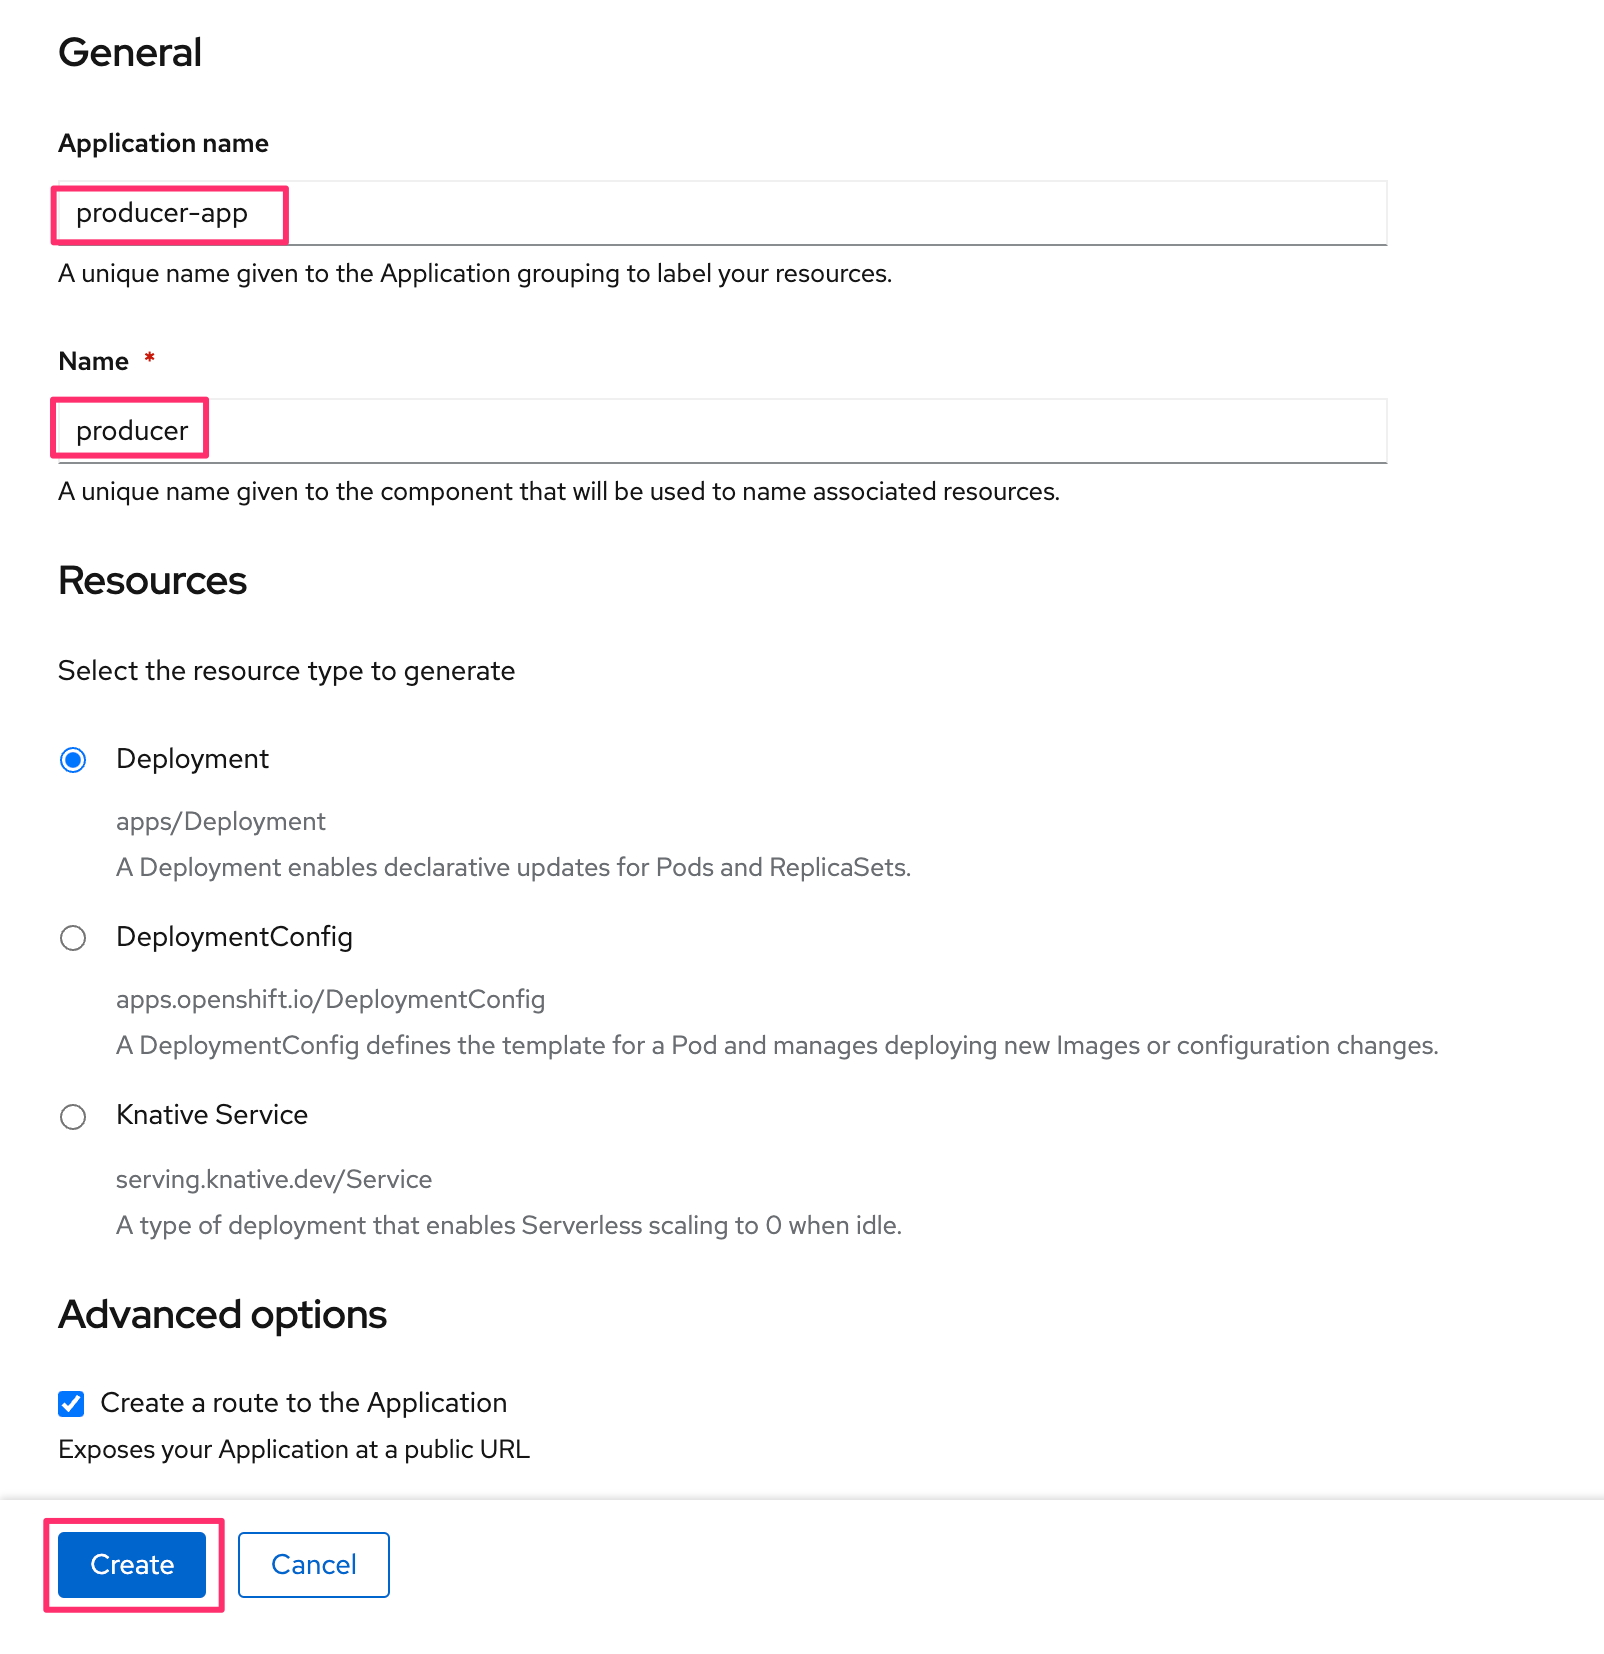 General
Application name
producer-app
A unique name given to the Application grouping to label your resources.
Name *
producer
A unique name given to the component that will be used to name associated resources.
Resources
Select the resource type to generate
Deployment
apps/Deployment
A Deployment enables declarative updates for Pods and ReplicaSets.
DeploymentConfig
apps.openshift.io/DeploymentConfig
A DeploymentConfig defines the template for a Pod and manages deploying new Images or configuration changes.
Knative Service
serving.knative.dev/Service
A type of deployment that enables Serverless scaling to 0 when idle.
Advanced options
Create a route to the Application
Exposes your Application at a public URL
Create Cancel